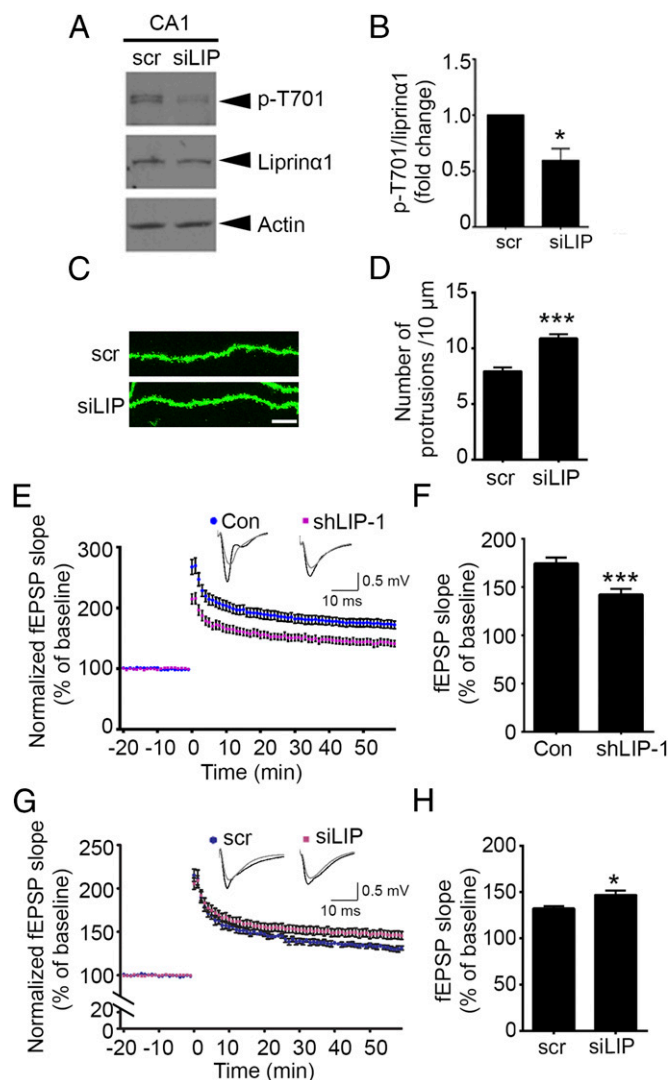 A
CA1
scr siLIP
p-T701
Liprinα1
Actin
B
p-T701/liprinα1
(fold change)
1.5
1.0
0.5
0
*
scr siLIP
C
scr
siLIP
D
Number of
protrusions /10 µm
15
10
5
0
***
scr siLIP
E
Con shLIP-1
0.5 mV
10 ms
Normalized fEPSP slope
(% of baseline)
300
200
100
0
-20 -10 0 10 20 30 40 50
Time (min)
F
fEPSP slope
(% of baseline)
200
150
100
50
0
***
Con shLIP-1
G
scr siLIP
0.5 mV
10 ms
Normalized fEPSP slope
(% of baseline)
250
200
150
100
20
0
-20 -10 0 10 20 30 40 50
Time (min)
H
fEPSP slope
(% of baseline)
200
150
100
50
0
*
scr siLIP